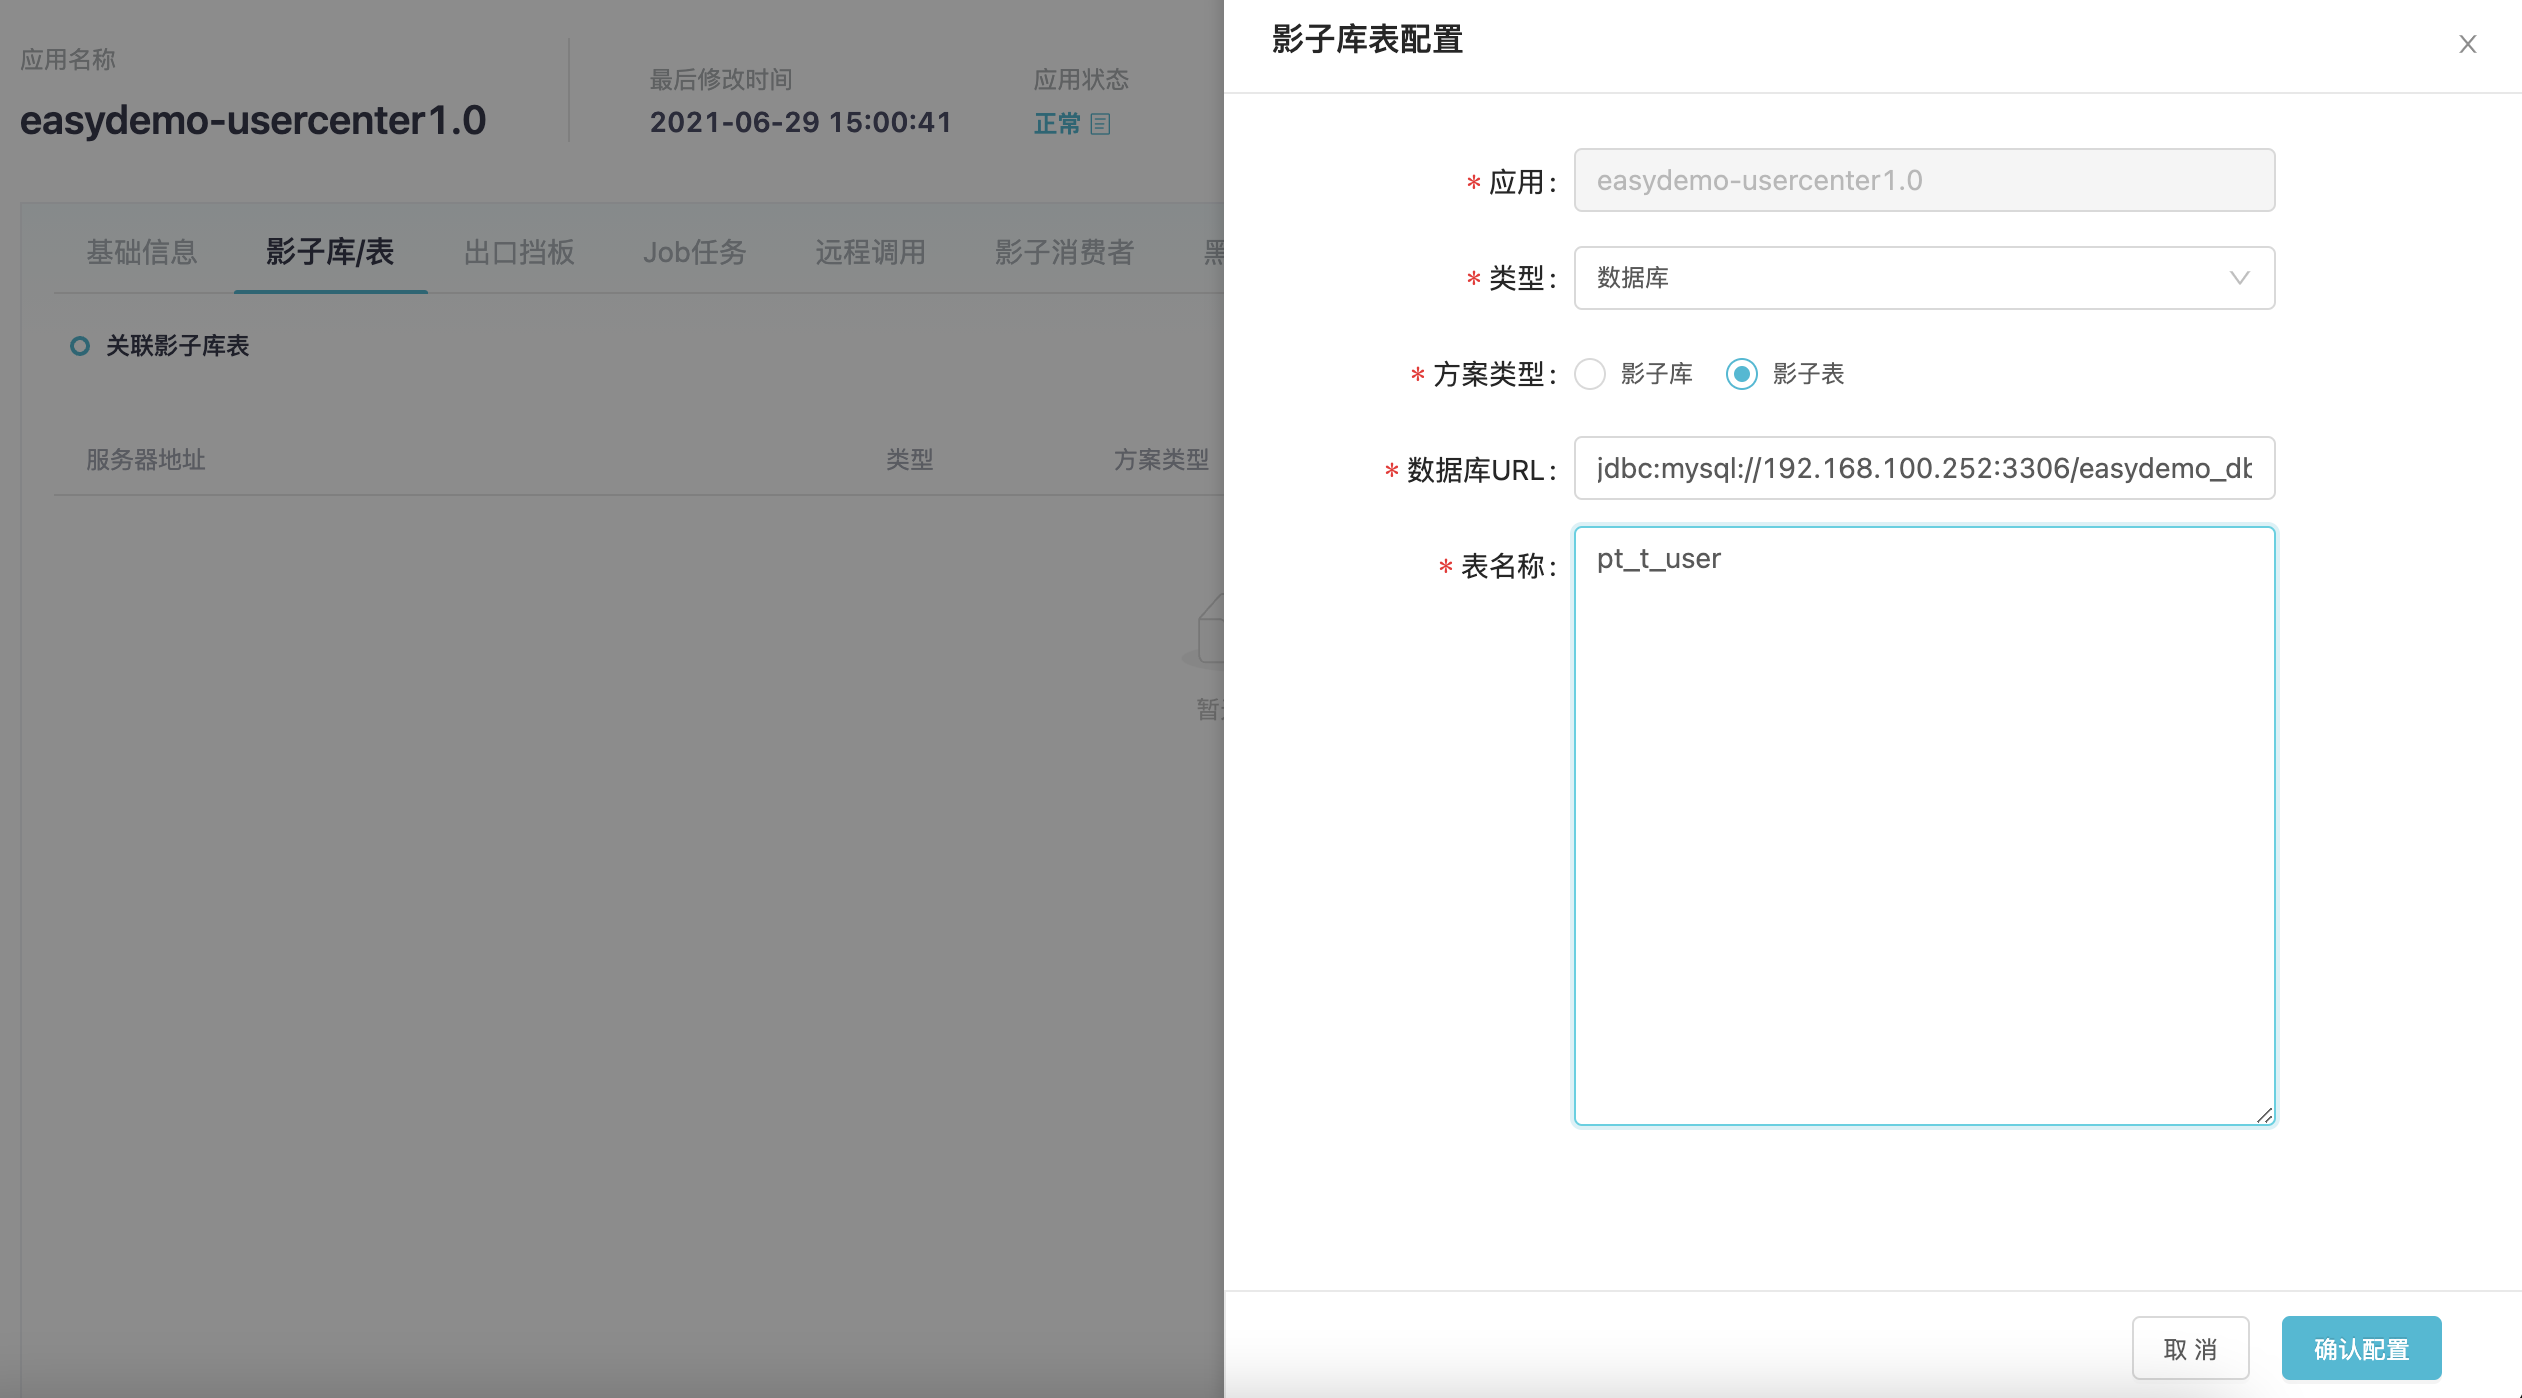 应用名称
easydemo-usercenter1.0
最后修改时间
2021-06-29 15:00:41
应用状态
正常
基础信息
影子库/表
出口挡板
Job任务
远程调用
影子消费者
关联影子库表
服务器地址
类型
方案类型
影子库表配置
* 应用:
easydemo-usercenter1.0
* 类型:
数据库
* 方案类型:
影子库
影子表
* 数据库URL:
jdbc:mysql://192.168.100.252:3306/easydemo_db
* 表名称:
pt_t_user
取 消
确认配置